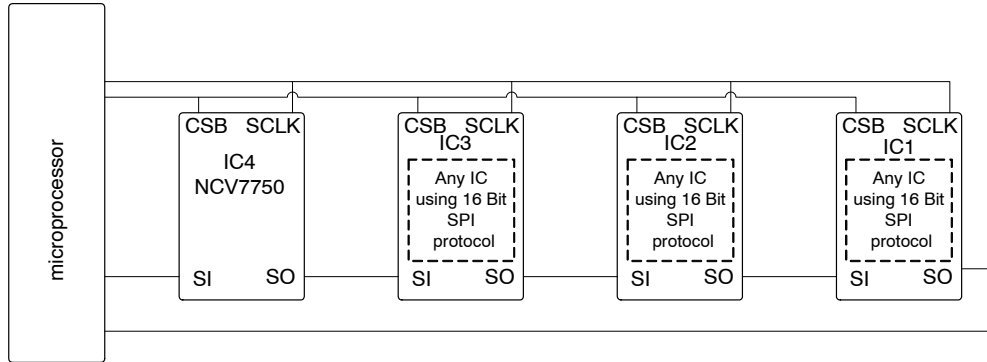 microprocessor
CSB SCLK
IC4
NCV7750
SI SO
CSB SCLK
IC3
Any IC
using 16 Bit
SPI
protocol
SI SO
CSB SCLK
IC2
Any IC
using 16 Bit
SPI
protocol
SI SO
CSB SCLK
IC1
Any IC
using 16 Bit
SPI
protocol
SI SO